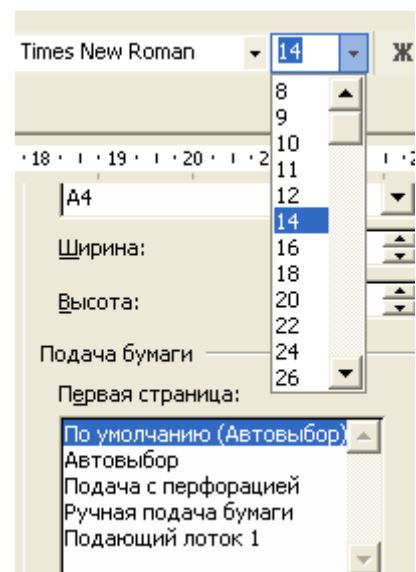 Times New Roman 14 Ж
8
9
10
· 18 · ı · 19 · ı · 20 · ı · 2 ı · 2
11
A4 12
14
Ширина: 16
18
Высота: 20
22
Подача бумаги 24
26
Первая страница:
По умолчанию (Автовыбор)
Автовыбор
Подача с перфорацией
Ручная подача бумаги
Подающий лоток 1